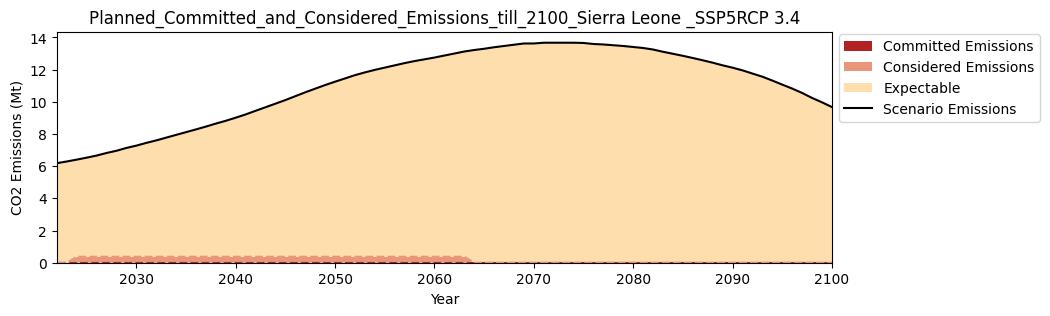 Planned_Committed_and_Considered_Emissions_till_2100_Sierra Leone _SSP5RCP 3.4
14
12
10
8
6
4
2
0
CO2 Emissions (Mt)
2030 2040 2050 2060 2070 2080 2090 2100
Year
Committed Emissions
Considered Emissions
Expectable
Scenario Emissions